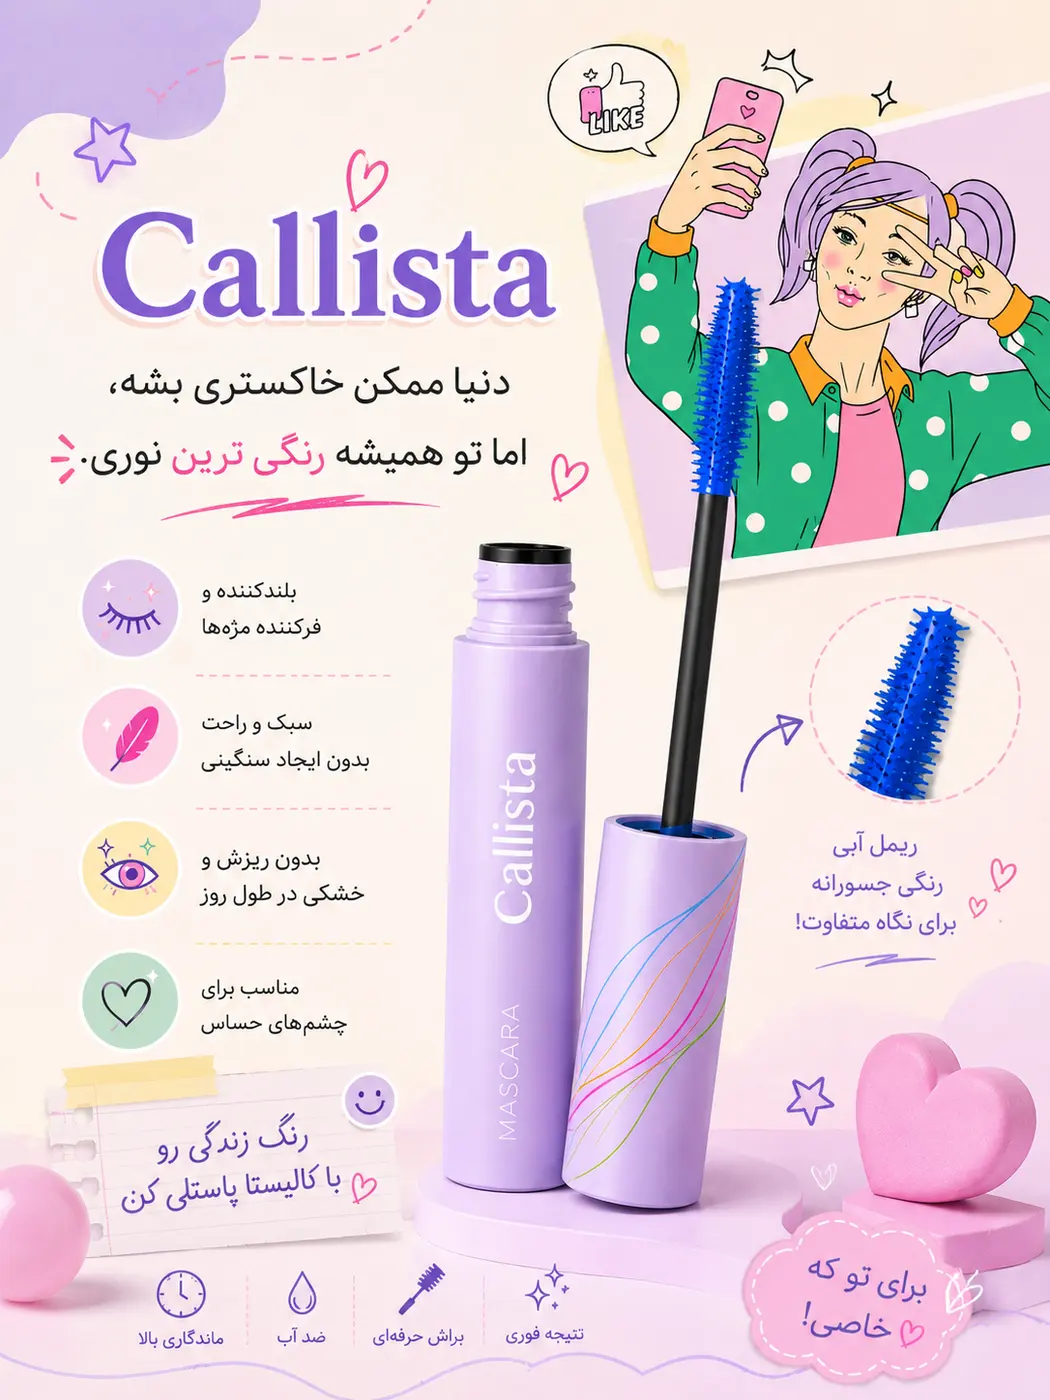 LIKE
Callista
دنیا ممکن خاکستری بشه،
اما تو همیشه رنگی ترین نوری.
بلندکننده و
فرکننده مژه‌ها
سبک و راحت
بدون ایجاد سنگینی
بدون ریزش و
خشکی در طول روز
مناسب برای
چشم‌های حساس
Callista
MASCARA
ریمل آبی
رنگی جسورانه
برای نگاه متفاوت!
رنگ زندگی رو
با کالیستا پاستلی کن
نتیجه فوری
براش حرفه‌ای
ضد آب
ماندگاری بالا
برای تو که
خاصی!